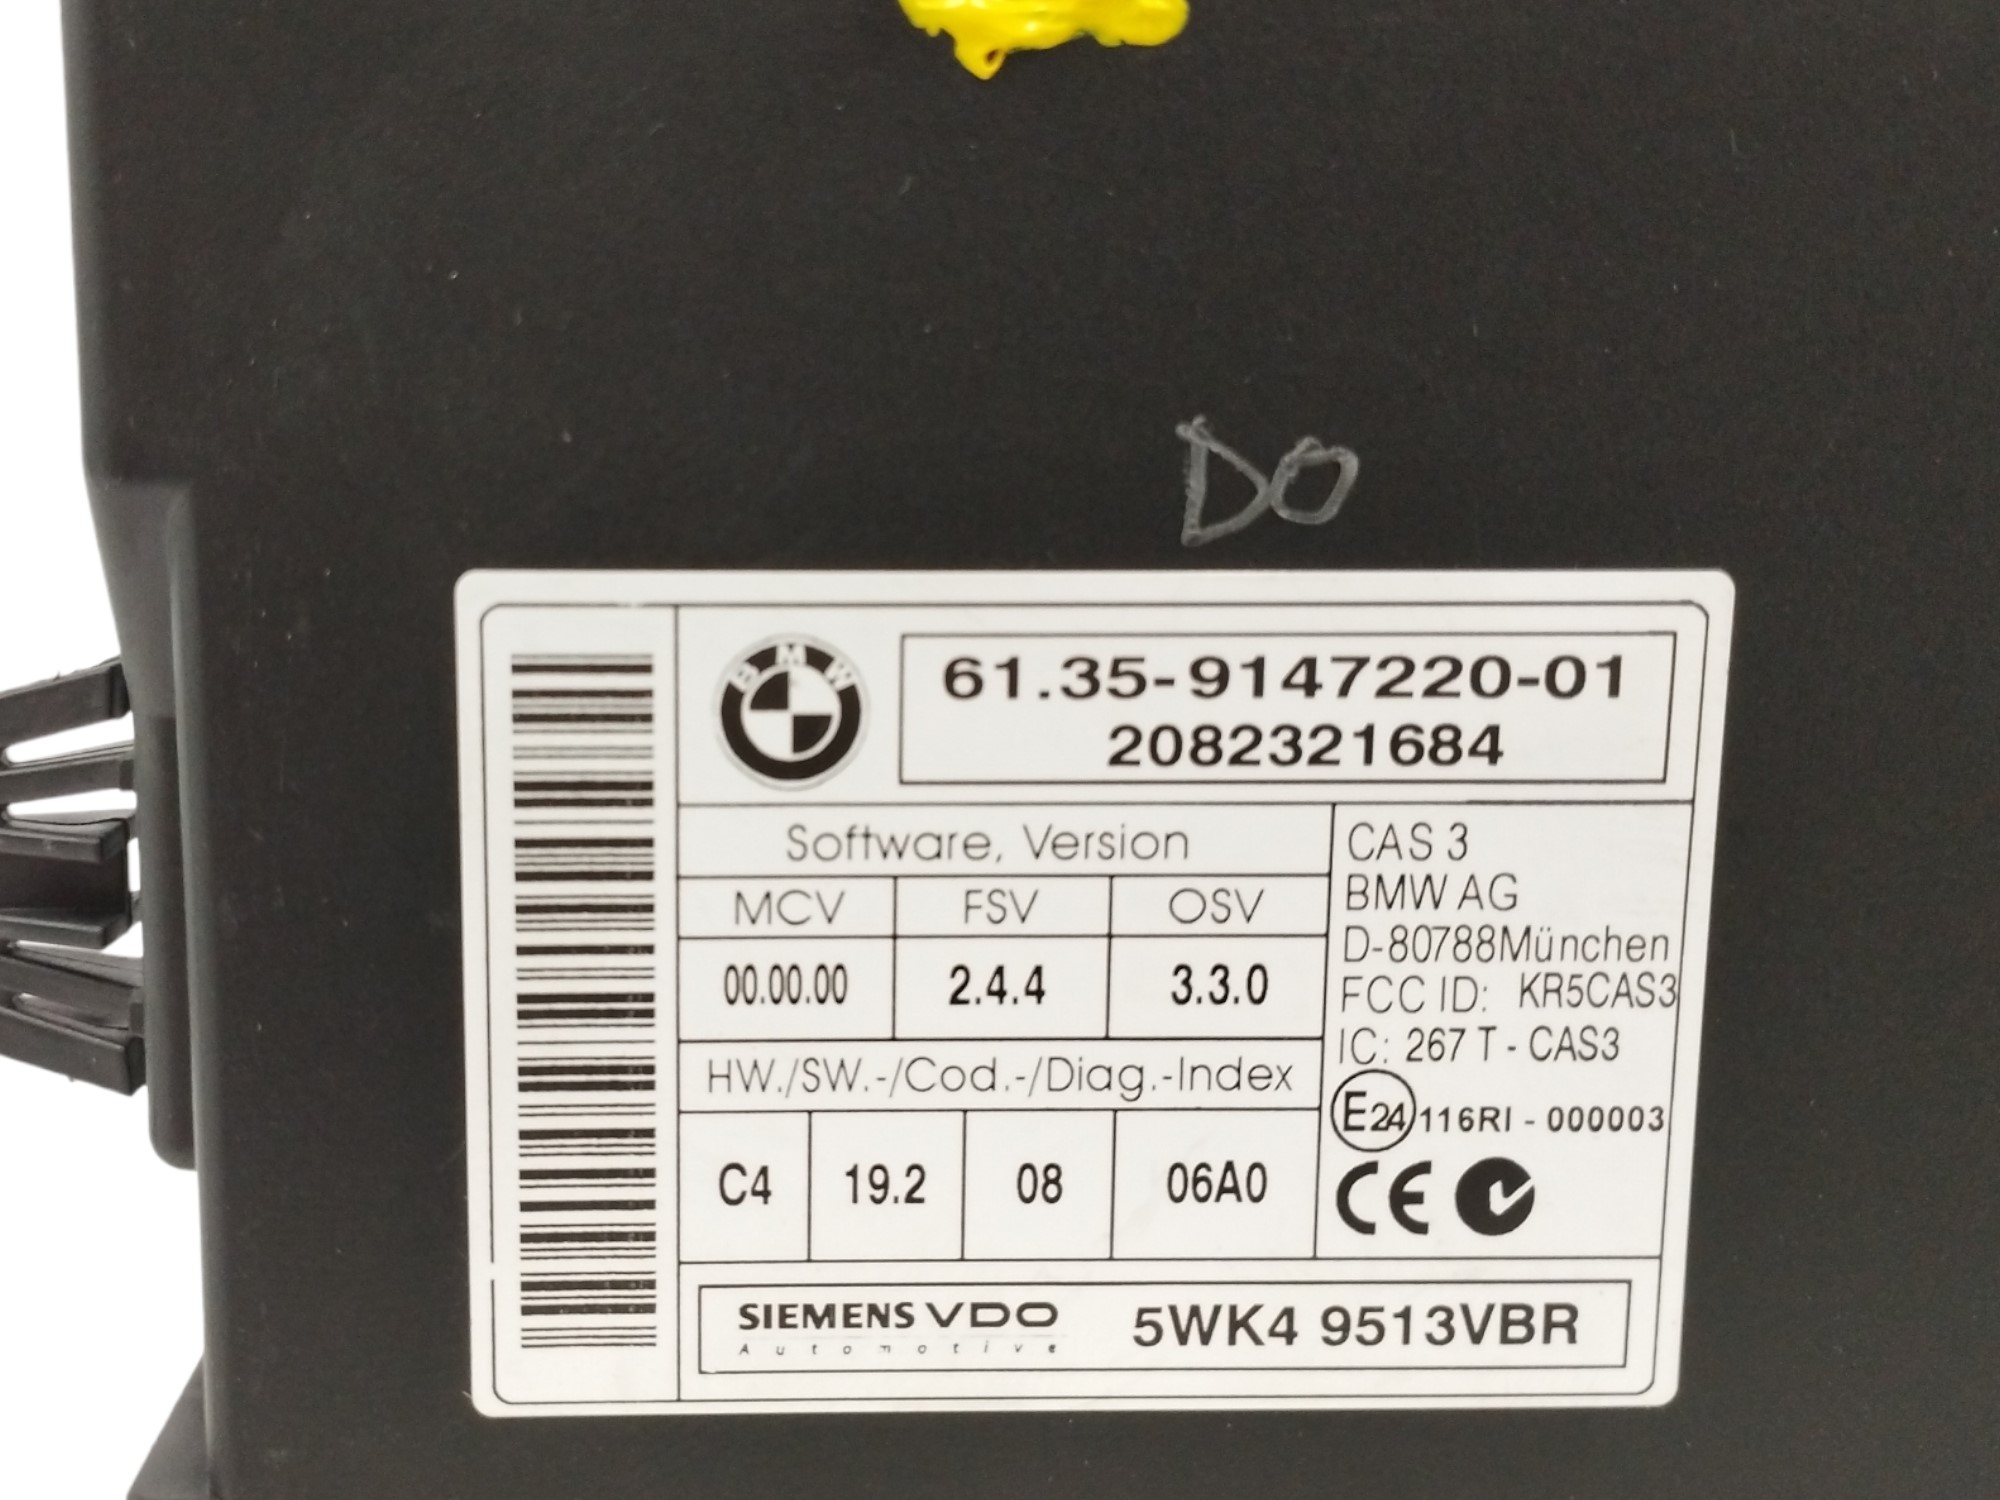 DO
BMW
61.35-9147220-01
2082321684
Software, Version
MCV FSV OSV
00.00.00 2.4.4 3.3.0
HW./SW.-/Cod.-/Diag.-Index
C4 19.2 08 06A0
CAS 3
BMW AG
D-80788München
FCC ID: KR5CAS3
IC: 267 T - CAS3
E24 116RI - 000003
CE
SIEMENS VDO 5WK4 9513VBR
Automotive